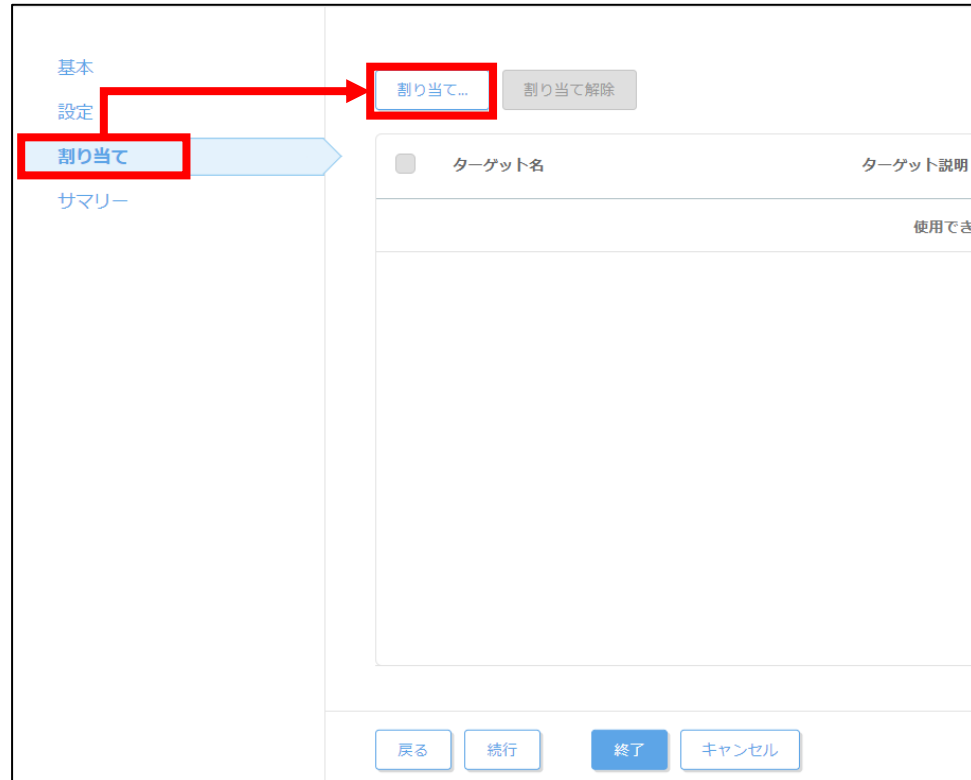 基本
設定
割り当て
サマリー
割り当て... 割り当て解除
ターゲット名 ターゲット説明
使用でき
戻る 続行 終了 キャンセル